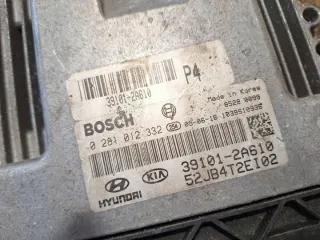 P4
39101-2A610
Made in Korea
BOSCH
0 281 012 332
39101-2A610
52JB4T2EI02
HYUNDAI
KIA